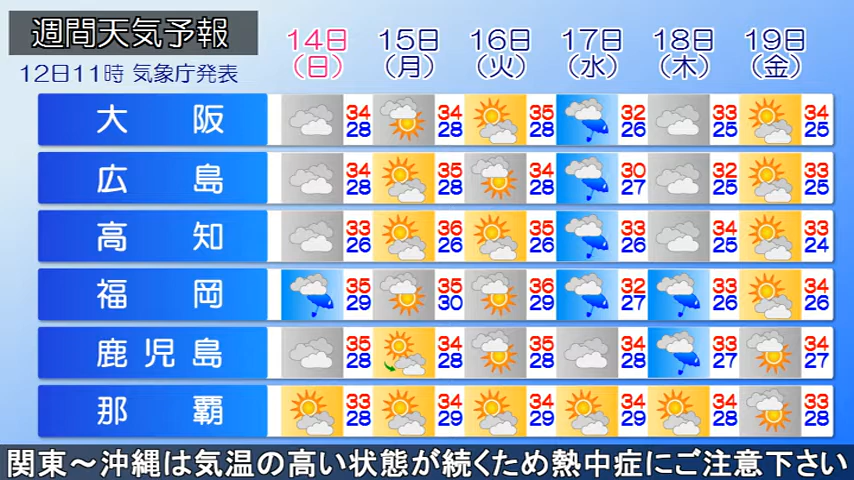 週間天気予報
12日11時 気象庁発表
14日 15日 16日 17日 18日 19日
(日) (月) (火) (水) (木) (金)
大阪 34 28 34 28 35 28 32 26 33 25 34 25
広島 34 28 35 28 34 28 30 27 32 25 33 25
高知 33 26 36 26 35 26 33 26 34 25 33 24
福岡 35 29 35 30 36 29 32 27 33 26 34 26
鹿児島 35 28 34 28 35 28 34 28 33 27 34 27
那覇 33 28 34 29 34 29 34 29 34 28 33 28
関東～沖縄は気温の高い状態が続くため熱中症にご注意下さい